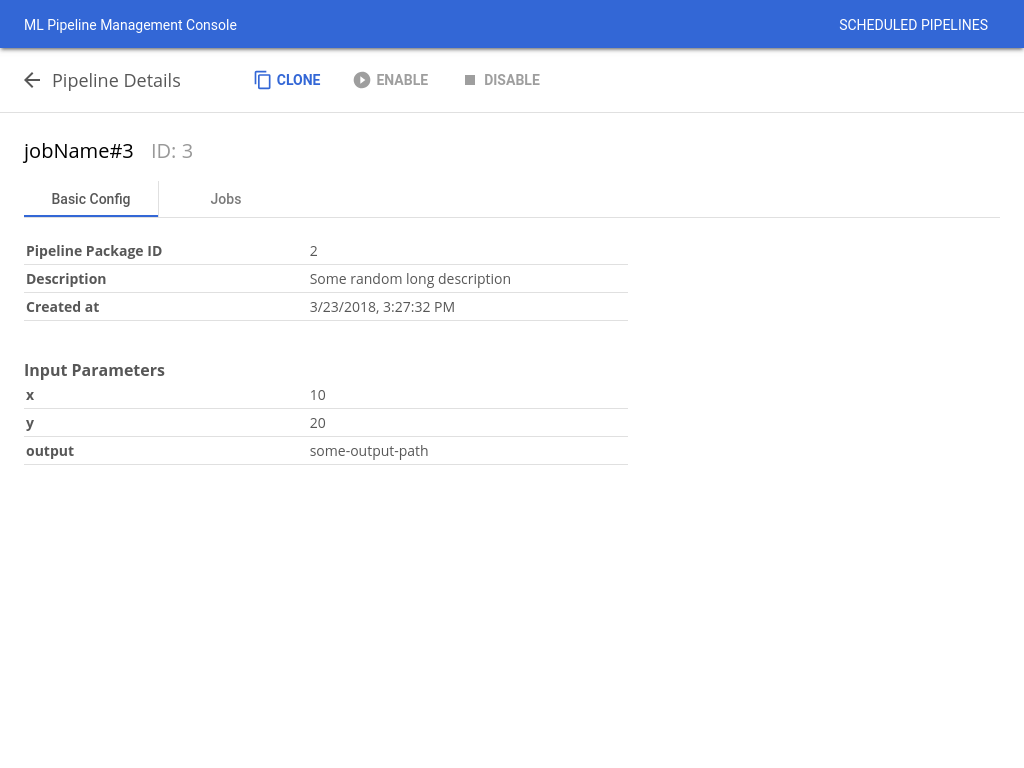 ML Pipeline Management Console SCHEDULED PIPELINES
Pipeline Details CLONE ENABLE DISABLE
jobName#3 ID: 3
Basic Config Jobs
Pipeline Package ID 2
Description Some random long description
Created at 3/23/2018, 3:27:32 PM
Input Parameters
x 10
y 20
output some-output-path